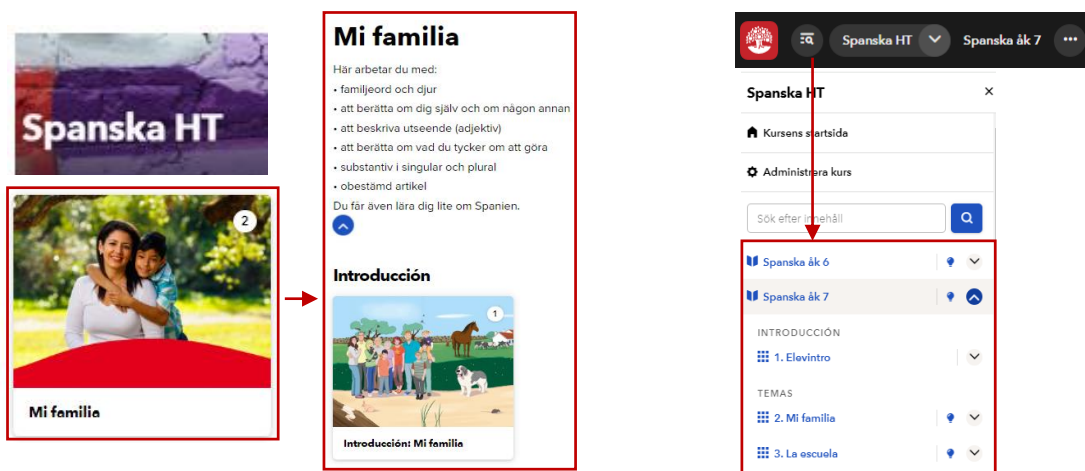 Spanska HT
2
Mi familia
Mi familia
Här arbetar du med:
• familjeord och djur
• att berätta om dig själv och om någon annan
• att beskriva utseende (adjektiv)
• att berätta om vad du tycker om att göra
• substantiv i singular och plural
• obestämd artikel
Du får även lära dig lite om Spanien.
Introducción
1
Introducción: Mi familia
Spanska HT Spanska åk 7
Spanska HT
Kursens startsida
Administrera kurs
Sök efter innehåll
Spanska åk 6
Spanska åk 7
INTRODUCCIÓN
1. Elevintro
TEMAS
2. Mi familia
3. La escuela